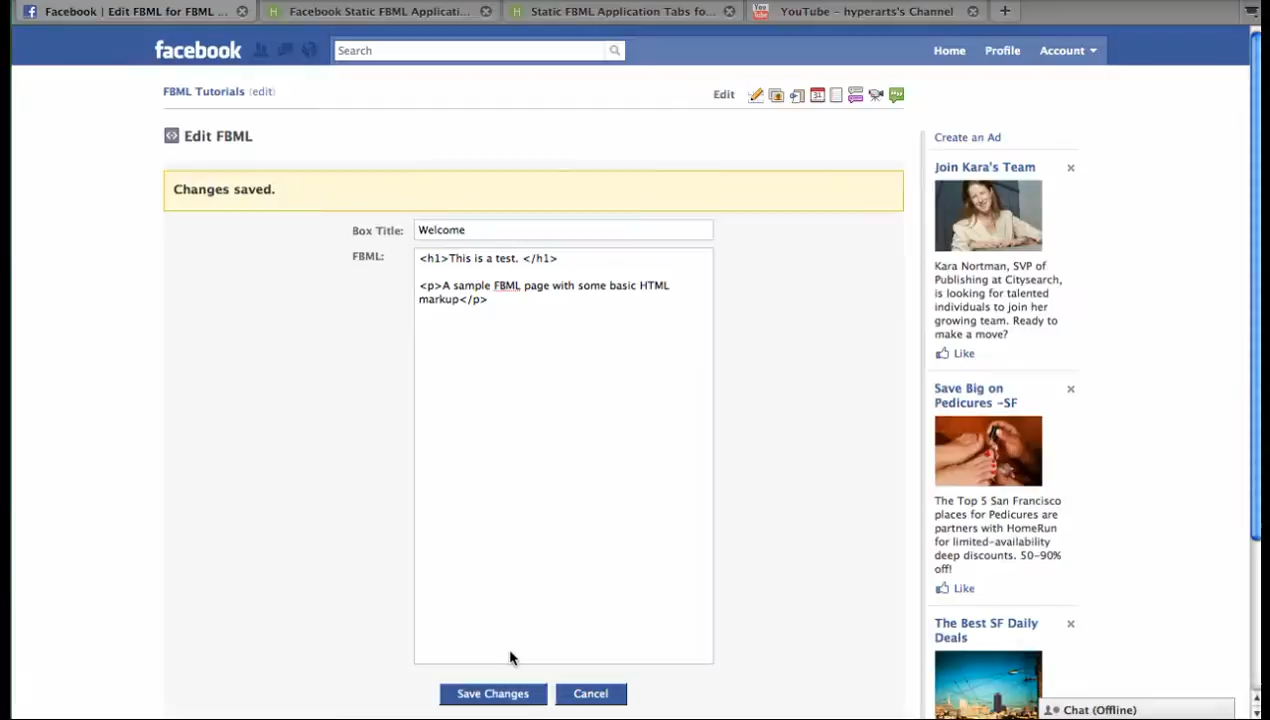 Facebook | Edit FBML for FBML ...
Facebook Static FBML Applicati...
Static FBML Application Tabs fo...
YouTube - hyperarts's Channel
facebook
Search
Home
Profile
Account
FBML Tutorials (edit)
Edit
Edit FBML
Changes saved.
Box Title:
Welcome
FBML:
<h1>This is a test. </h1>
<p>A sample FBML page with some basic HTML
markup</p>
Save Changes
Cancel
Create an Ad
Join Kara's Team
Kara Nortman, SVP of
Publishing at Citysearch,
is looking for talented
individuals to join her
growing team. Ready to
make a move?
Like
Save Big on
Pedicures -SF
The Top 5 San Francisco
places for Pedicures are
partners with HomeRun
for limited-availability
deep discounts. 50-90%
off!
Like
The Best SF Daily
Deals
Chat (Offline)